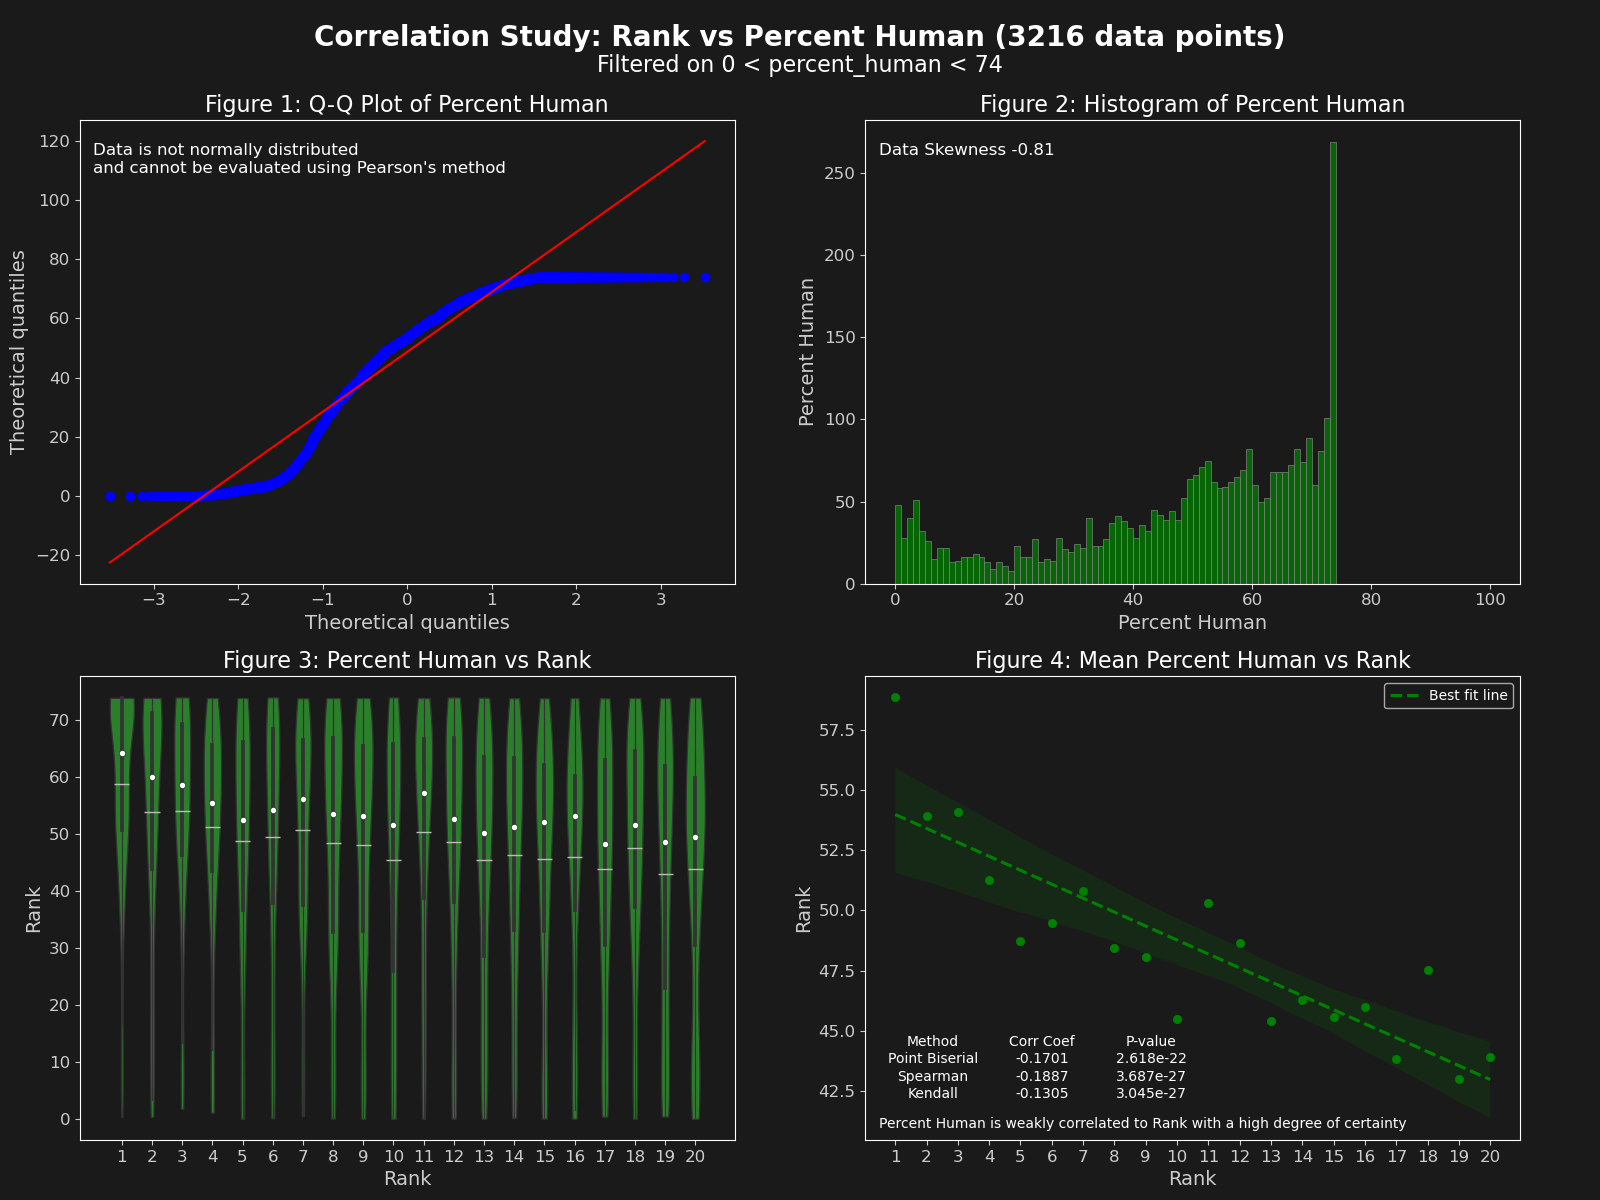 Correlation Study: Rank vs Percent Human (3216 data points)
Filtered on 0 < percent_human < 74
Figure 1: Q-Q Plot of Percent Human
Data is not normally distributed
and cannot be evaluated using Pearson's method
120
100
80
60
40
20
0
−20
Theoretical quantiles
−3 −2 −1 0 1 2 3
Theoretical quantiles
Figure 2: Histogram of Percent Human
Data Skewness -0.81
250
200
150
100
50
0
Percent Human
0 20 40 60 80 100
Percent Human
Figure 3: Percent Human vs Rank
70
60
50
40
30
20
10
0
Rank
1 2 3 4 5 6 7 8 9 10 11 12 13 14 15 16 17 18 19 20
Rank
Figure 4: Mean Percent Human vs Rank
Best fit line
57.5
55.0
52.5
50.0
47.5
45.0
42.5
Rank
Method Corr Coef P-value
Point Biserial -0.1701 2.618e-22
Spearman -0.1887 3.687e-27
Kendall -0.1305 3.045e-27
Percent Human is weakly correlated to Rank with a high degree of certainty
1 2 3 4 5 6 7 8 9 10 11 12 13 14 15 16 17 18 19 20
Rank